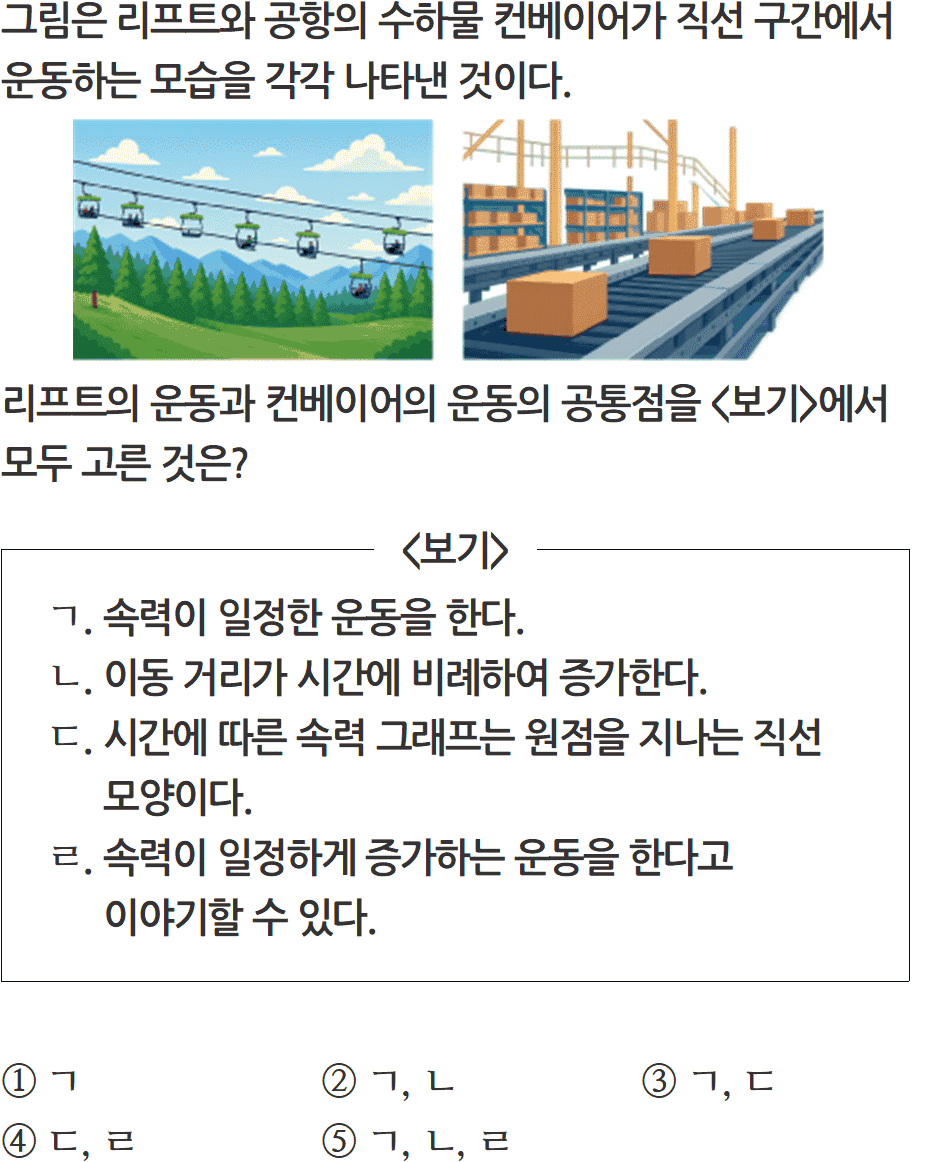 그림은 리프트와 공항의 수하물 컨베이어가 직선 구간에서
운동하는 모습을 각각 나타낸 것이다.
리프트의 운동과 컨베이어의 운동의 공통점을 <보기>에서
모두 고른 것은?
<보기>
ㄱ. 속력이 일정한 운동을 한다.
ㄴ. 이동 거리가 시간에 비례하여 증가한다.
ㄷ. 시간에 따른 속력 그래프는 원점을 지나는 직선
모양이다.
ㄹ. 속력이 일정하게 증가하는 운동을 한다고
이야기할 수 있다.
① ㄱ ② ㄱ, ㄴ ③ ㄱ, ㄷ
④ ㄷ, ㄹ ⑤ ㄱ, ㄴ, ㄹ